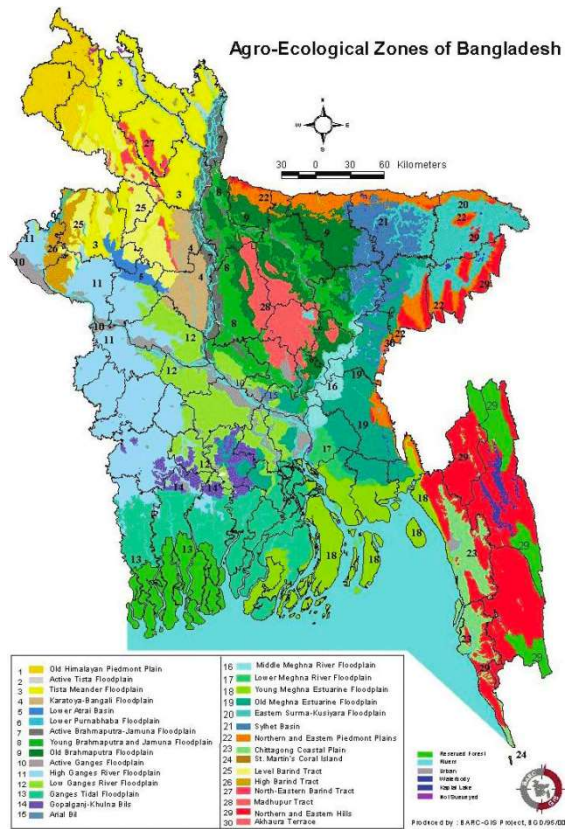 Agro-Ecological Zones of Bangladesh
N
W E
S
30 0 30 60 Kilometers
1 Old Himalayan Piedmont Plain
2 Active Tista Floodplain
3 Tista Meander Floodplain
4 Karatoya-Bangali Floodplain
5 Lower Atrai Basin
6 Lower Purnabhaba Floodplain
7 Active Brahmaputra-Jamuna Floodplain
8 Young Brahmaputra and Jamuna Floodplain
9 Old Brahmaputra Floodplain
10 Active Ganges Floodplain
11 High Ganges River Floodplain
12 Low Ganges River Floodplain
13 Ganges Tidal Floodplain
14 Gopalganj-Khulna Bils
15 Arial Bil
16 Middle Meghna River Floodplain
17 Lower Meghna River Floodplain
18 Young Meghna Estuarine Floodplain
19 Old Meghna Estuarine Floodplain
20 Eastern Surma-Kusiyara Floodplain
21 Sylhet Basin
22 Northern and Eastern Piedmont Plains
23 Chittagong Coastal Plain
24 St. Martin's Coral Island
25 Level Barind Tract
26 High Barind Tract
27 North-Eastern Barind Tract
28 Madhupur Tract
29 Northern and Eastern Hills
30 Akhaura Terrace
Reserved Forest
River
Urban
Waterbody
Kaptai Lake
Not Surveyed
BARC
GIS
Produced by : BARC-GIS Project, BGD/95/006